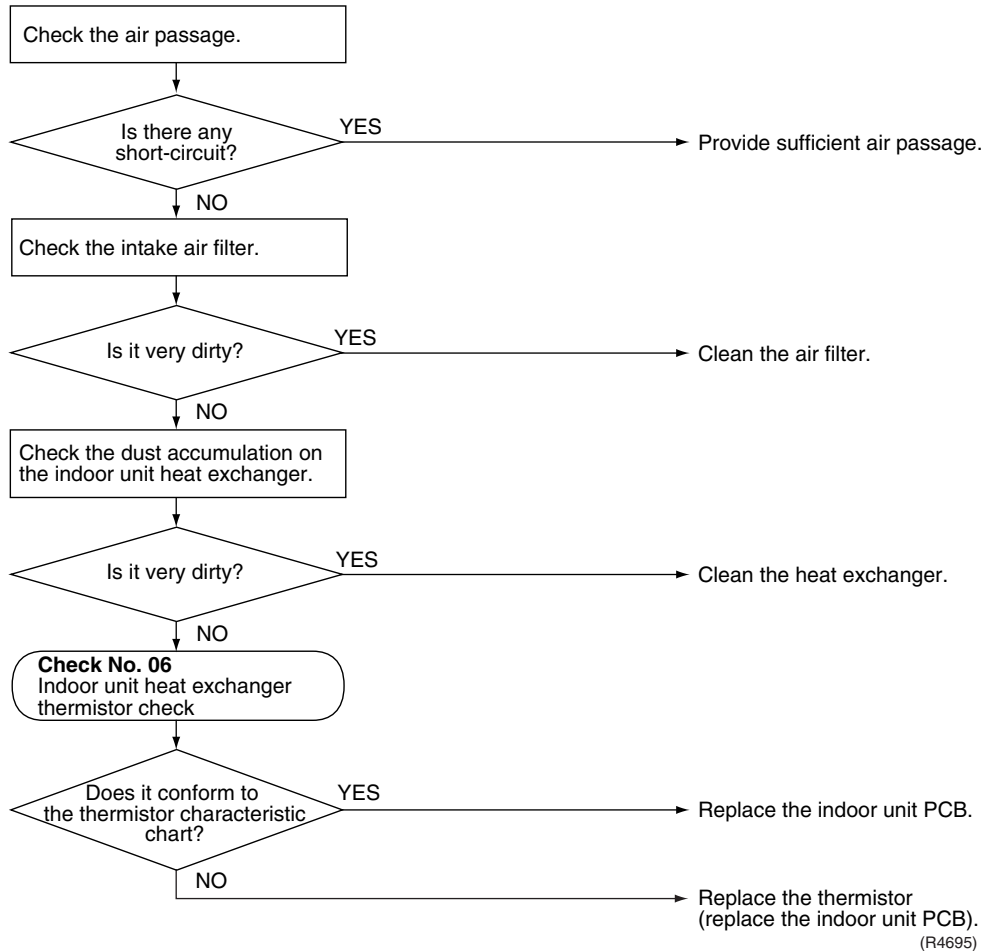 Check the air passage.
Is there any
short-circuit?
YES
Provide sufficient air passage.
NO
Check the intake air filter.
Is it very dirty?
YES
Clean the air filter.
NO
Check the dust accumulation on
the indoor unit heat exchanger.
Is it very dirty?
YES
Clean the heat exchanger.
NO
Check No. 06
Indoor unit heat exchanger
thermistor check
Does it conform to
the thermistor characteristic
chart?
YES
Replace the indoor unit PCB.
NO
Replace the thermistor
(replace the indoor unit PCB).
(R4695)